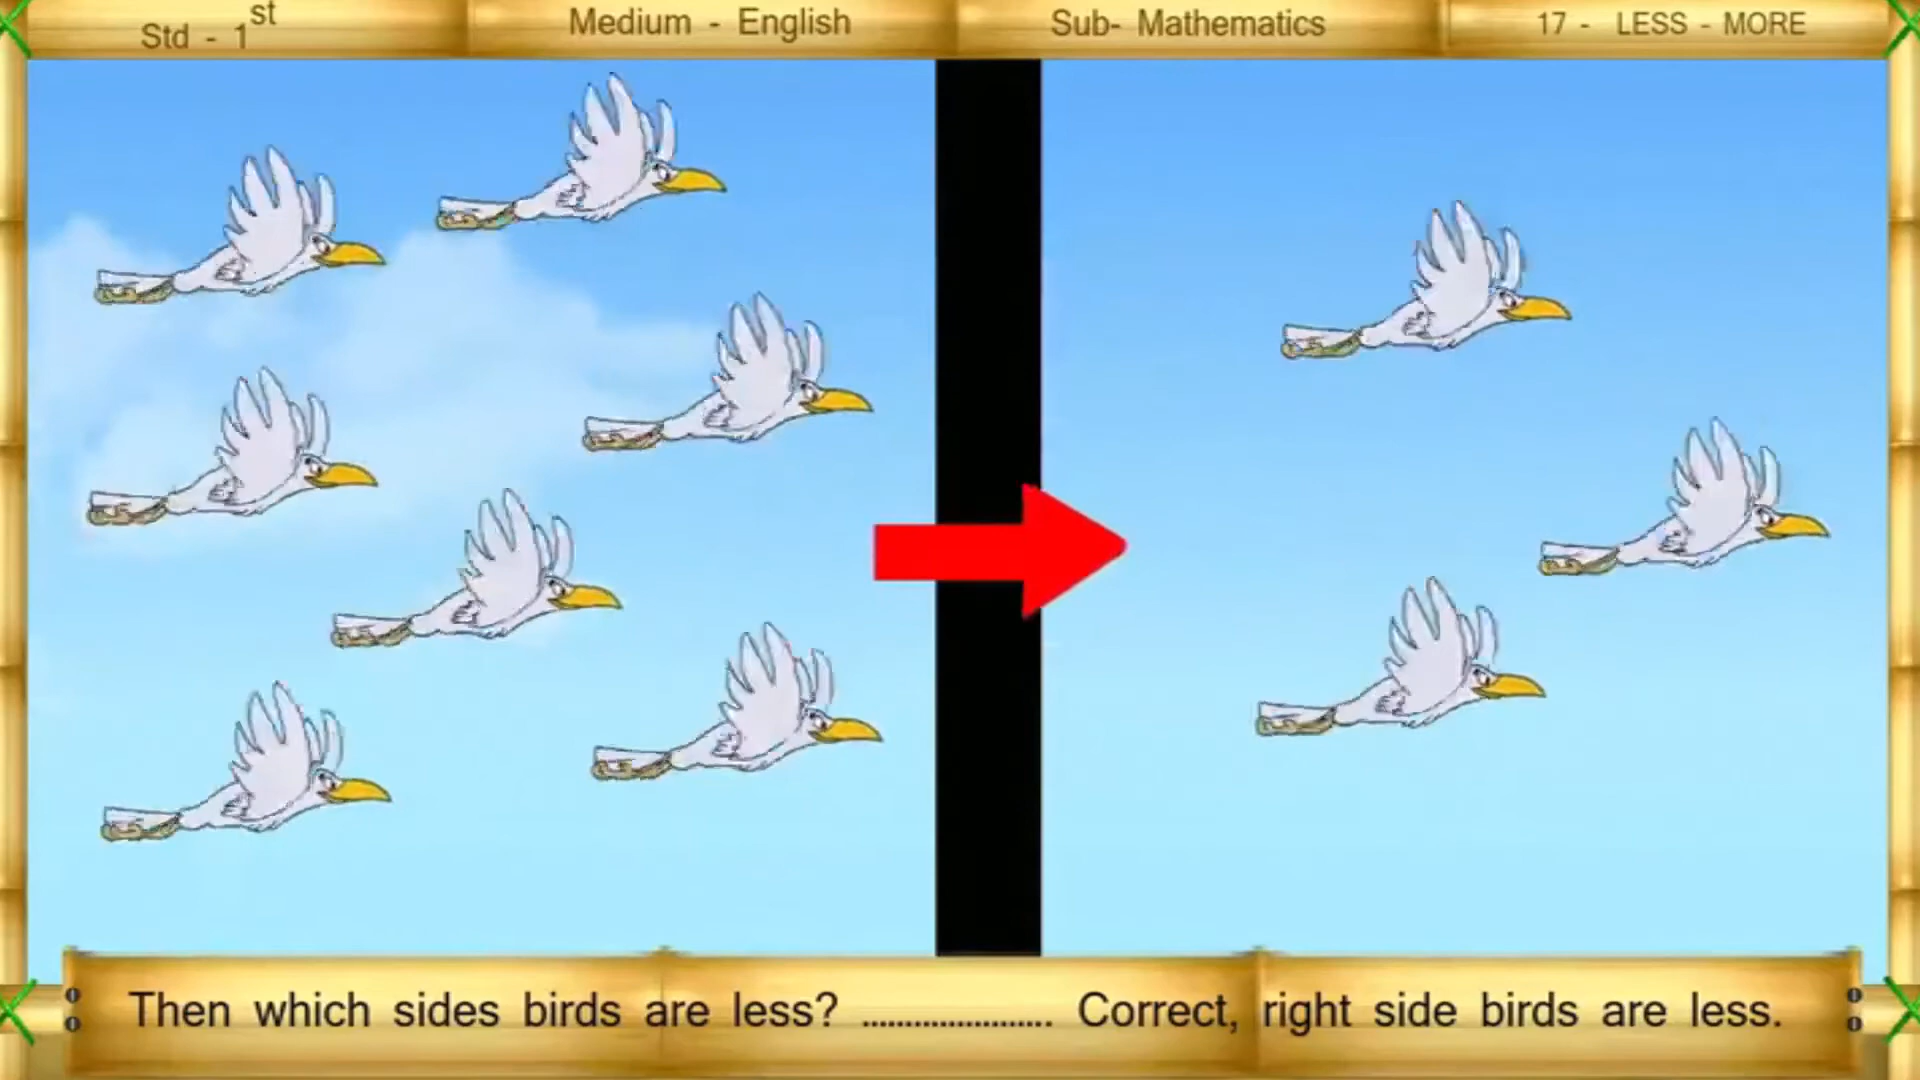 Std - 1st
Medium - English
Sub- Mathematics
17 - LESS - MORE
Then which sides birds are less? ...................... Correct, right side birds are less.